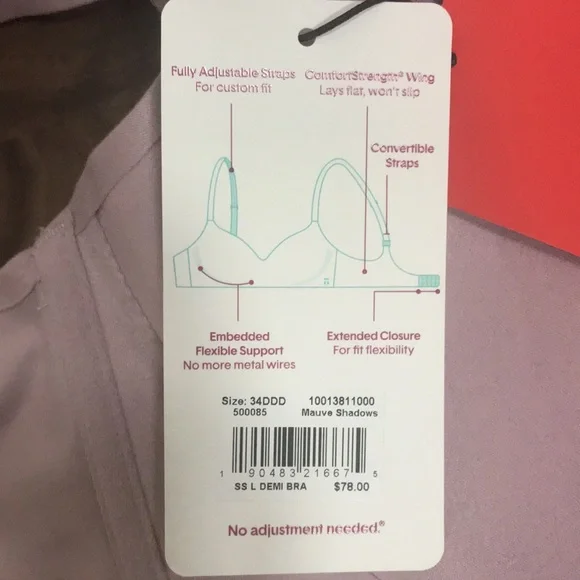 Fully Adjustable Straps
For custom fit
ComfortStrength® Wing
Lays flat, won't slip
Convertible
Straps
Embedded
Flexible Support
No more metal wires
Extended Closure
For fit flexibility
Size: 34DDD 10013811000
500085 Mauve Shadows
1 90483 21667 5
SS L DEMI BRA $78.00
No adjustment needed.®